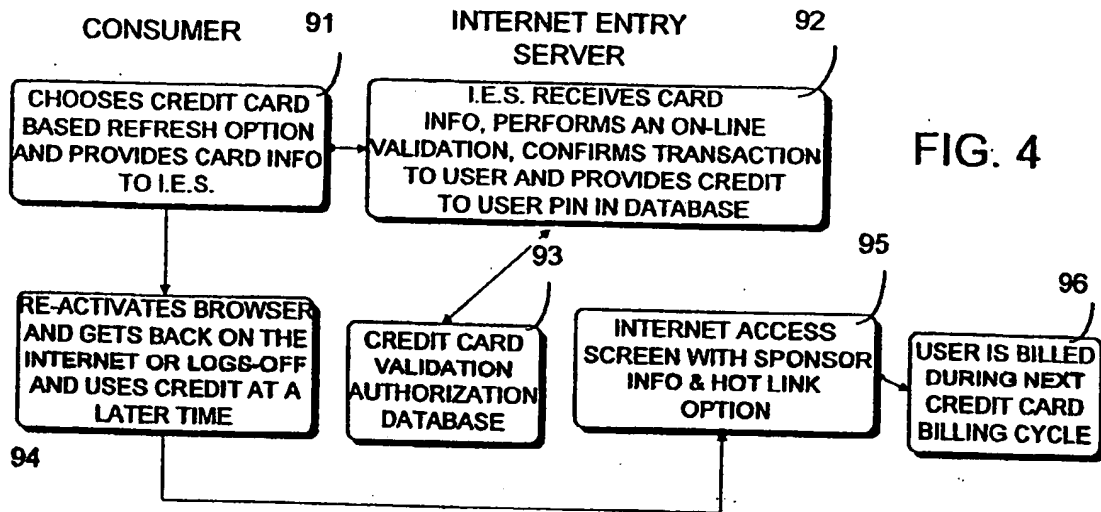 CONSUMER
91
INTERNET ENTRY
SERVER
92
CHOOSES CREDIT CARD
BASED REFRESH OPTION
AND PROVIDES CARD INFO
TO I.E.S.
I.E.S. RECEIVES CARD
INFO, PERFORMS AN ON-LINE
VALIDATION, CONFIRMS TRANSACTION
TO USER AND PROVIDES CREDIT
TO USER PIN IN DATABASE
FIG. 4
RE-ACTIVATES BROWSER
AND GETS BACK ON THE
INTERNET OR LOGS-OFF
AND USES CREDIT AT A
LATER TIME
94
93
CREDIT CARD
VALIDATION
AUTHORIZATION
DATABASE
95
INTERNET ACCESS
SCREEN WITH SPONSOR
INFO & HOT LINK
OPTION
96
USER IS BILLED
DURING NEXT
CREDIT CARD
BILLING CYCLE